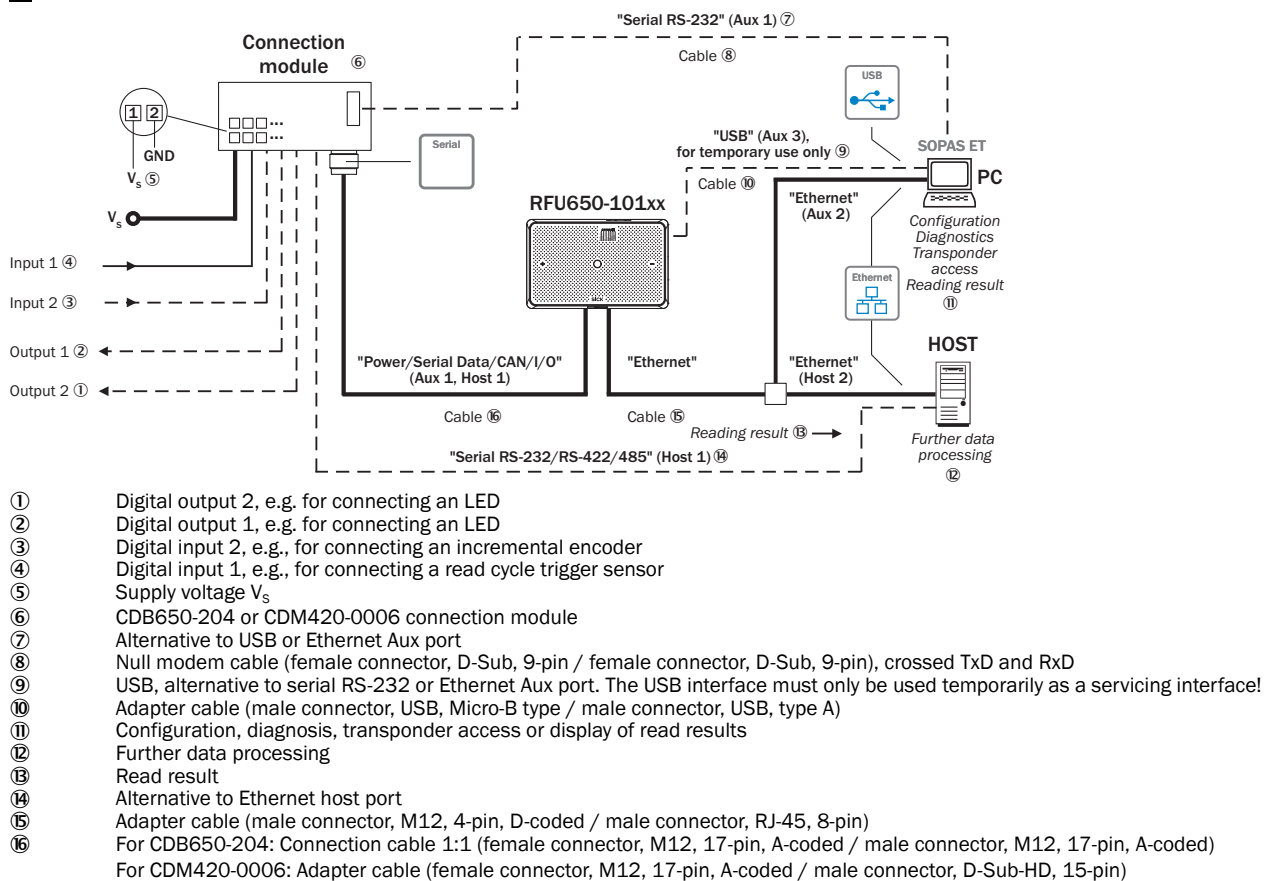 "Serial RS-232" (Aux 1) ⑦
Connection
module ⑥
Cable ⑧
USB
1 2
GND
Vs ⑤
Serial
"USB" (Aux 3),
for temporary use only ⑨
SOPAS ET
PC
Cable ⑩
Vs
RFU650-101xx
"Ethernet"
(Aux 2)
Configuration
Diagnostics
Transponder
access
Reading result
⑪
Input 1 ④
Ethernet
Input 2 ③
SICK
Output 1 ②
HOST
"Power/Serial Data/CAN/I/O"
(Aux 1, Host 1)
"Ethernet"
"Ethernet"
(Host 2)
Output 2 ①
Cable ⑯
Cable ⑮
Reading result ⑬
Further data
processing
⑫
"Serial RS-232/RS-422/485" (Host 1) ⑭
① Digital output 2, e.g. for connecting an LED
② Digital output 1, e.g. for connecting an LED
③ Digital input 2, e.g., for connecting an incremental encoder
④ Digital input 1, e.g., for connecting a read cycle trigger sensor
⑤ Supply voltage VS
⑥ CDB650-204 or CDM420-0006 connection module
⑦ Alternative to USB or Ethernet Aux port
⑧ Null modem cable (female connector, D-Sub, 9-pin / female connector, D-Sub, 9-pin), crossed TxD and RxD
⑨ USB, alternative to serial RS-232 or Ethernet Aux port. The USB interface must only be used temporarily as a servicing interface!
⑩ Adapter cable (male connector, USB, Micro-B type / male connector, USB, type A)
⑪ Configuration, diagnosis, transponder access or display of read results
⑫ Further data processing
⑬ Read result
⑭ Alternative to Ethernet host port
⑮ Adapter cable (male connector, M12, 4-pin, D-coded / male connector, RJ-45, 8-pin)
⑯ For CDB650-204: Connection cable 1:1 (female connector, M12, 17-pin, A-coded / male connector, M12, 17-pin, A-coded)
For CDM420-0006: Adapter cable (female connector, M12, 17-pin, A-coded / male connector, D-Sub-HD, 15-pin)